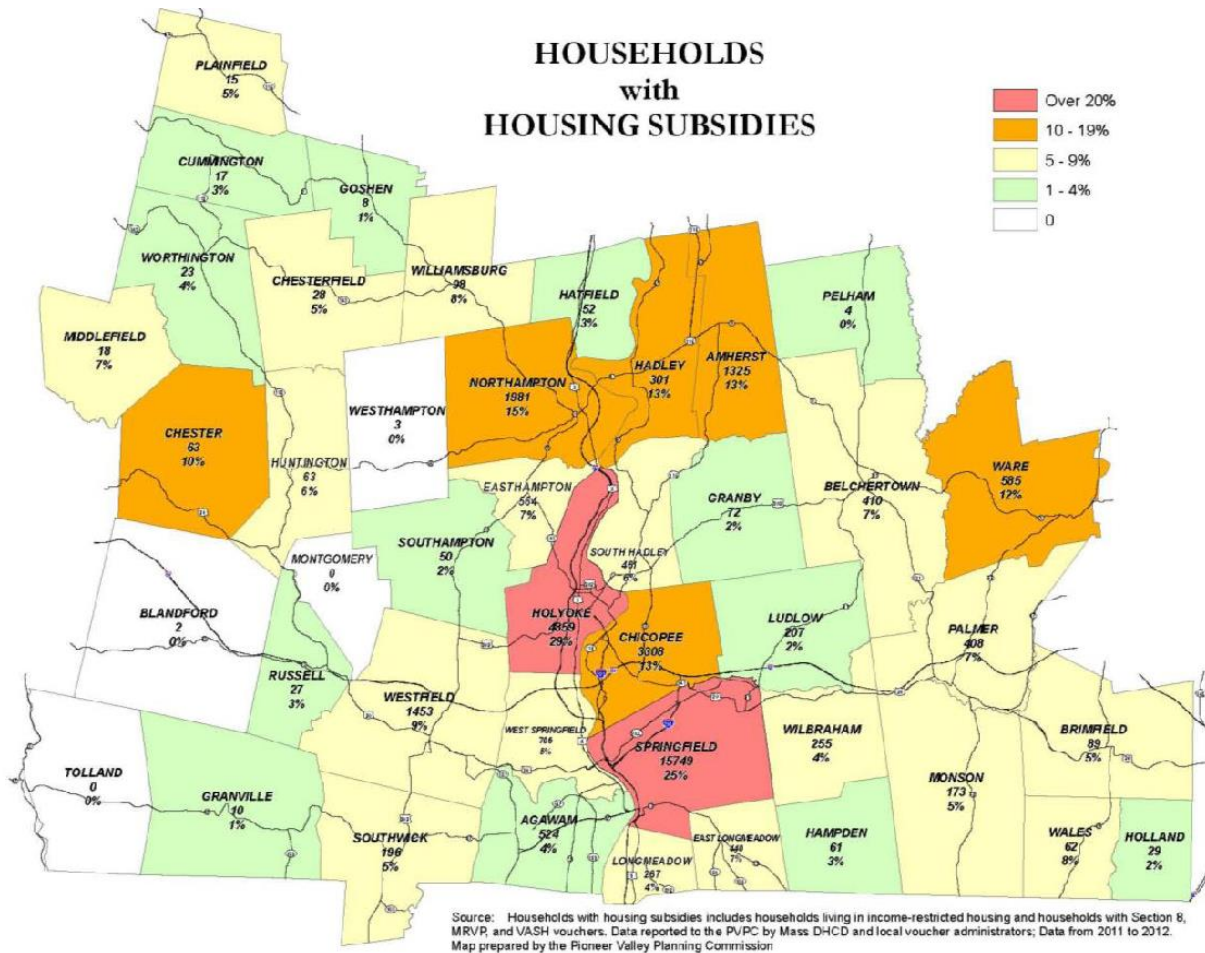 HOUSEHOLDS
with
HOUSING SUBSIDIES
Over 20%
10 - 19%
5 - 9%
1 - 4%
0
PLAINFIELD
15
5%
CUMMINGTON
17
3%
GOSHEN
8
1%
WORTHINGTON
23
4%
CHESTERFIELD
28
5%
WILLIAMSBURG
98
8%
HATFIELD
52
3%
PELHAM
4
0%
MIDDLEFIELD
18
7%
NORTHAMPTON
1981
15%
HADLEY
301
13%
AMHERST
1325
13%
CHESTER
63
10%
WESTHAMPTON
3
0%
HUNTINGTON
63
6%
WARE
585
12%
EASTHAMPTON
7%
GRANBY
72
2%
BELCHERTOWN
410
7%
SOUTHAMPTON
50
2%
SOUTH HADLEY
6%
MONTGOMERY
0
0%
BLANDFORD
2
0%
HOLYOKE
4359
29%
CHICOPEE
3308
13%
LUDLOW
207
2%
PALMER
408
7%
RUSSELL
27
3%
WESTFIELD
1453
9%
WEST SPRINGFIELD
8%
SPRINGFIELD
15749
25%
WILBRAHAM
255
4%
BRIMFIELD
89
5%
TOLLAND
0
0%
GRANVILLE
10
1%
MONSON
173
5%
SOUTHWICK
196
5%
AGAWAM
524
4%
LONGMEADOW
267
4%
EAST LONGMEADOW
7%
HAMPDEN
61
3%
WALES
62
8%
HOLLAND
29
2%
Source: Households with housing subsidies includes households living in income-restricted housing and households with Section 8,
MRVP, and VASH vouchers. Data reported to the PVPC by Mass DHCD and local voucher administrators; Data from 2011 to 2012.
Map prepared by the Pioneer Valley Planning Commission